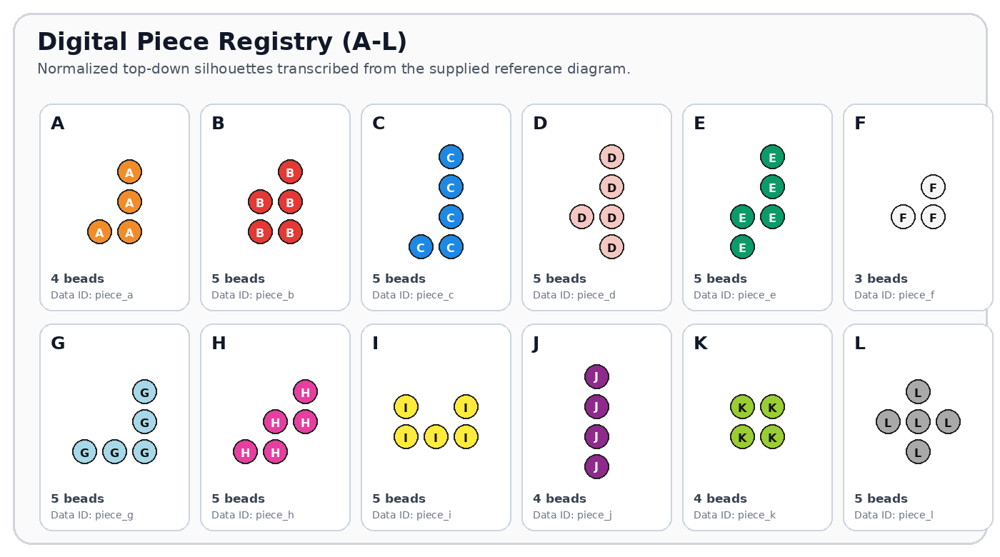 Digital Piece Registry (A-L)
Normalized top-down silhouettes transcribed from the supplied reference diagram.
A
A
A
A A
4 beads
Data ID: piece_a
B
B
B B
B B
5 beads
Data ID: piece_b
C
C
C
C
C C
5 beads
Data ID: piece_c
D
D
D
D D
D
5 beads
Data ID: piece_d
E
E
E
E E
E
5 beads
Data ID: piece_e
F
F
F F
3 beads
Data ID: piece_f
G
G
G
G G G
5 beads
Data ID: piece_g
H
H
H H
H H
5 beads
Data ID: piece_h
I
I I
I I I
5 beads
Data ID: piece_i
J
J
J
J
J
4 beads
Data ID: piece_j
K
K K
K K
4 beads
Data ID: piece_k
L
L
L L L
L
5 beads
Data ID: piece_l